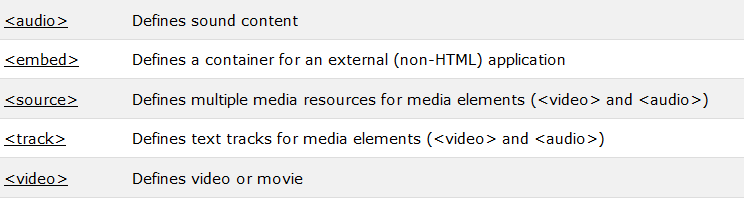 <audio> Defines sound content
<embed> Defines a container for an external (non-HTML) application
<source> Defines multiple media resources for media elements (<video> and <audio>)
<track> Defines text tracks for media elements (<video> and <audio>)
<video> Defines video or movie